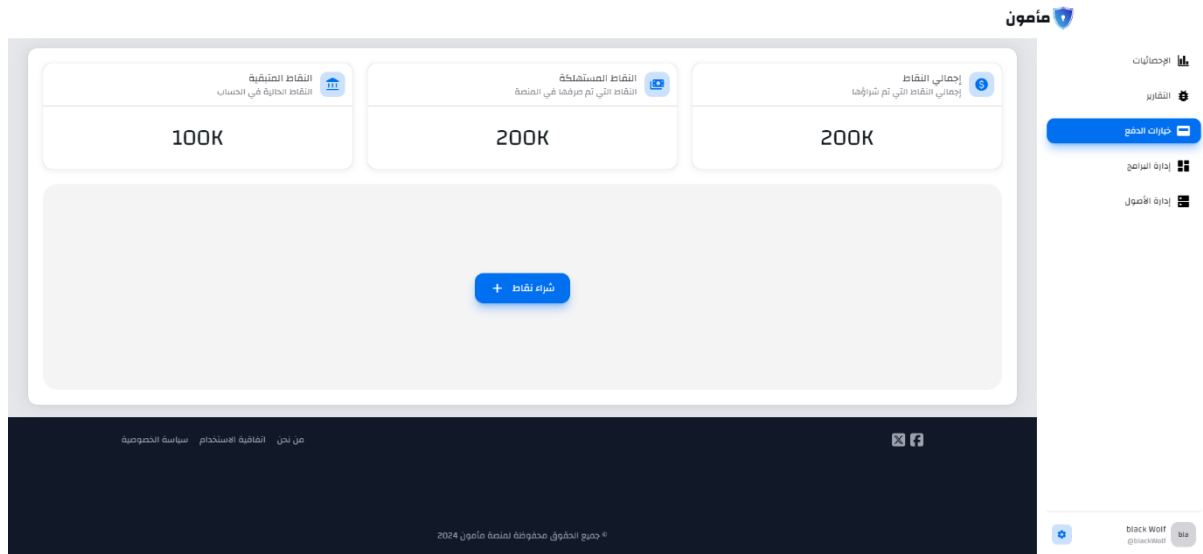 مأمون
الإحصائيات
التقارير
خيارات الدفع
إدارة البرامج
إدارة الأصول
إجمالي النقاط
إجمالي النقاط التي تم شراؤها
200K
النقاط المستهلكة
النقاط التي تم صرفها في المنصة
200K
النقاط المتبقية
النقاط الحالية في الحساب
100K
شراء نقاط +
من نحن اتفاقية الاستخدام سياسة الخصوصية
© جميع الحقوق محفوظة لمنصة مأمون 2024
bla
black Wolf
@blackWolf